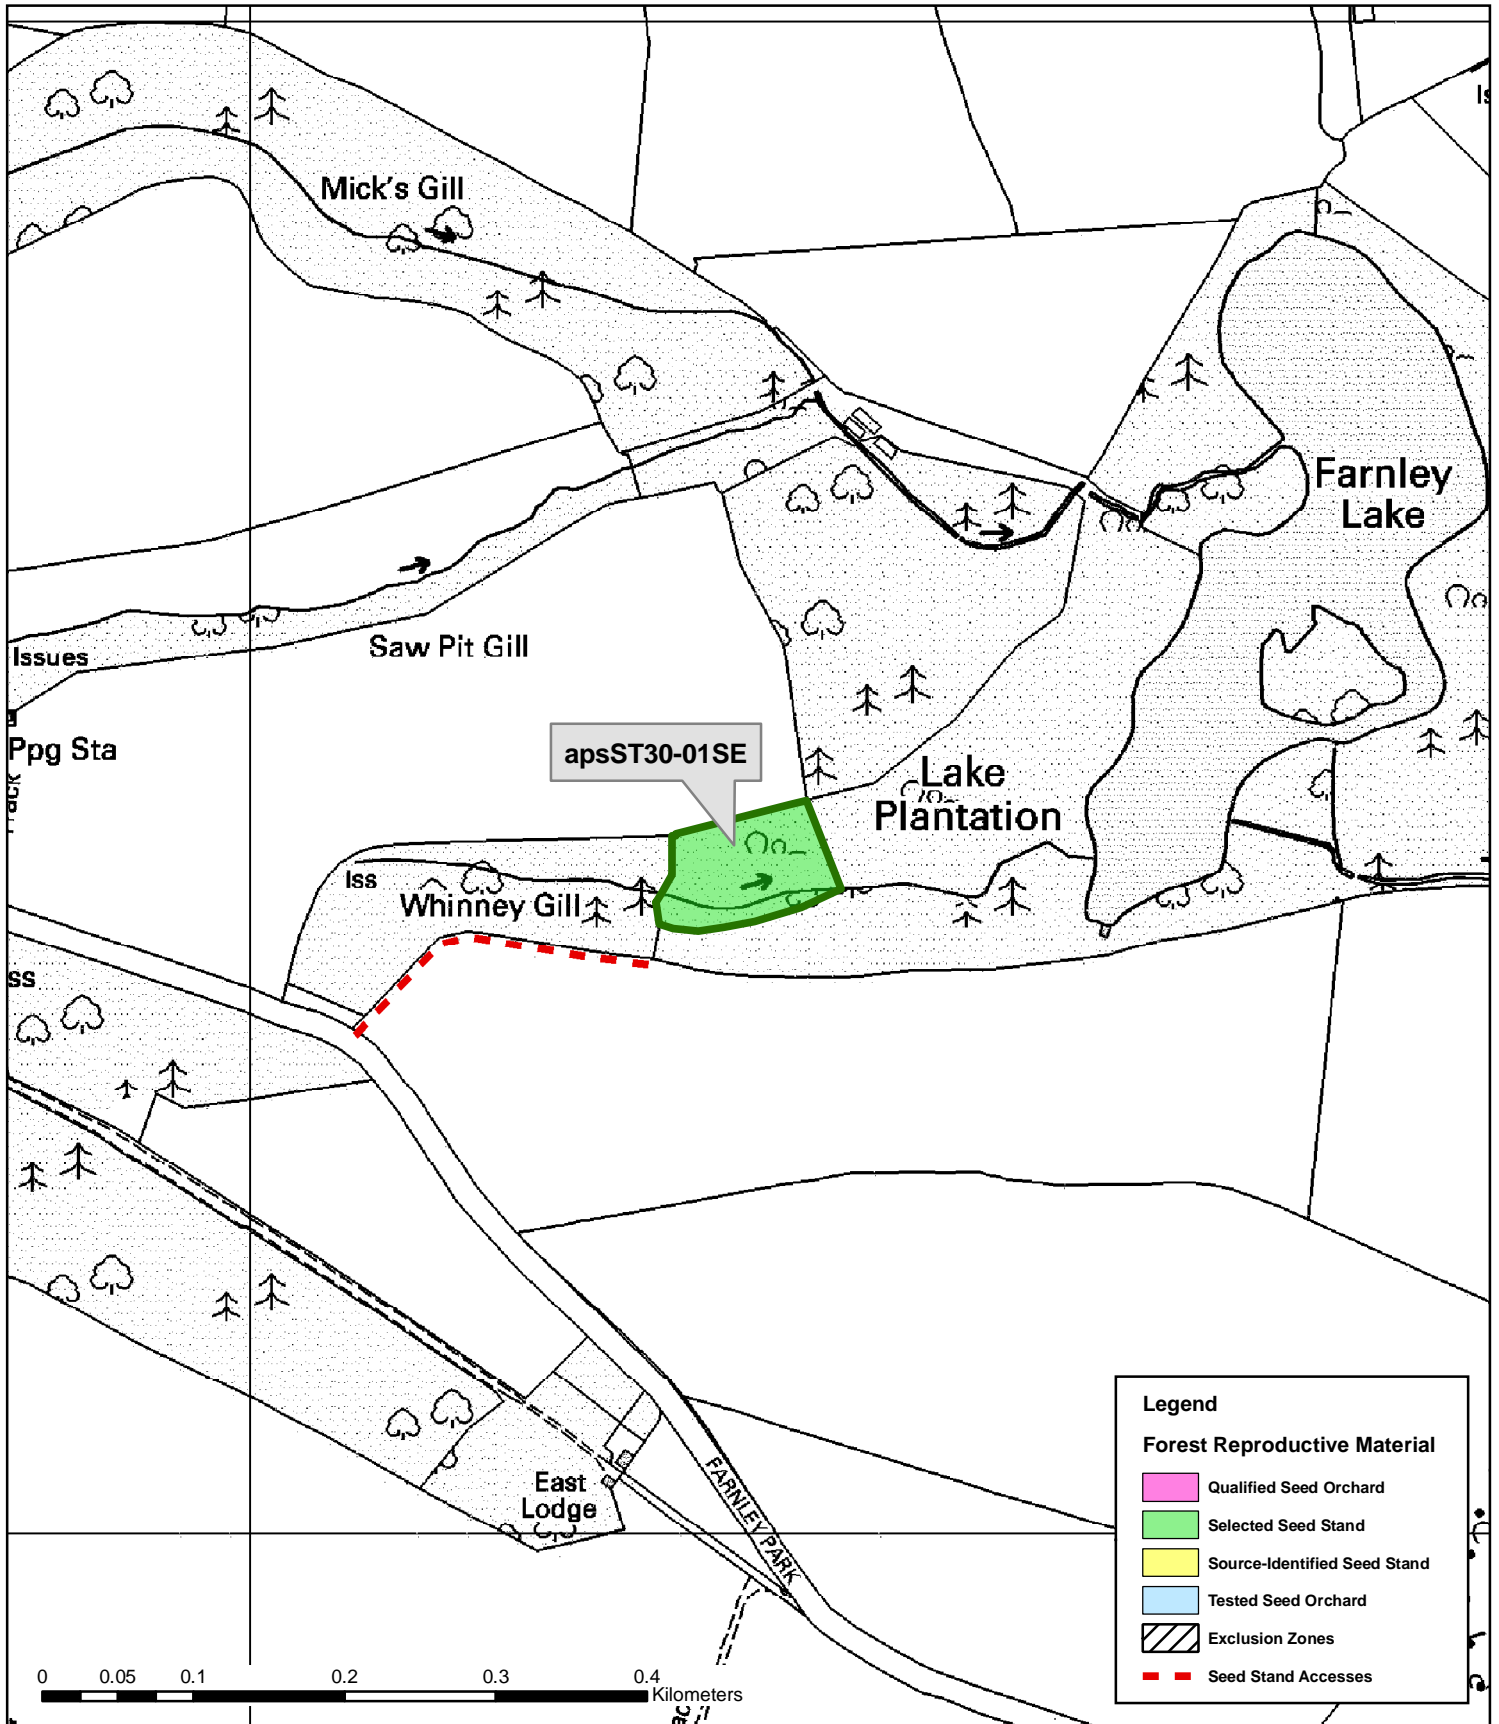 Mick's Gill
Farnley
Lake
Issues
Saw Pit Gill
Ppg Sta
Track
apsST30-01SE
Lake
Plantation
Iss
Whinney Gill
East
Lodge
FARNLEY PARK
Legend
Forest Reproductive Material
Qualified Seed Orchard
Selected Seed Stand
Source-Identified Seed Stand
Tested Seed Orchard
Exclusion Zones
Seed Stand Accesses
0 0.05 0.1 0.2 0.3 0.4
Kilometers